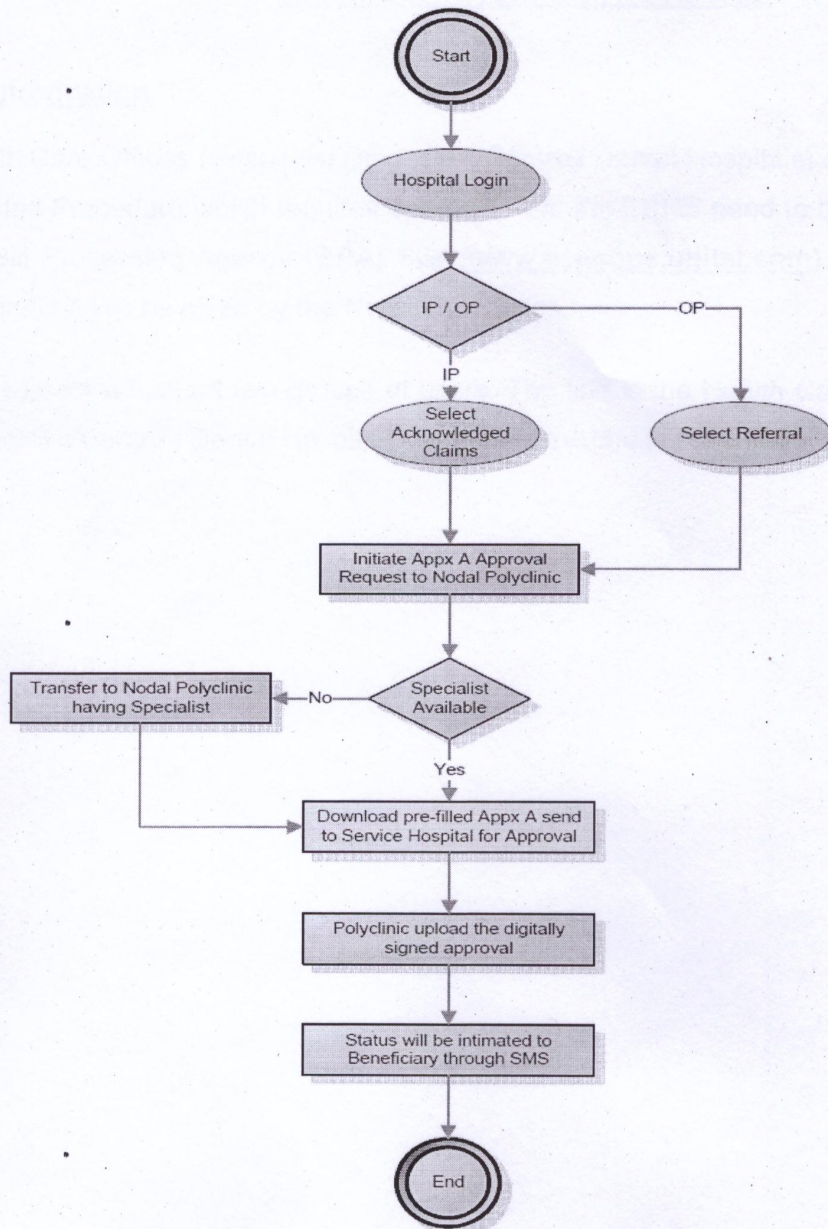 Start
Hospital Login
IP / OP
OP
IP
Select
Acknowledged
Claims
Select Referral
Initiate Appx A Approval
Request to Nodal Polyclinic
Specialist
Available
No
Transfer to Nodal Polyclinic
having Specialist
Yes
Download pre-filled Appx A send
to Service Hospital for Approval
Polyclinic upload the digitally
signed approval
Status will be intimated to
Beneficiary through SMS
End